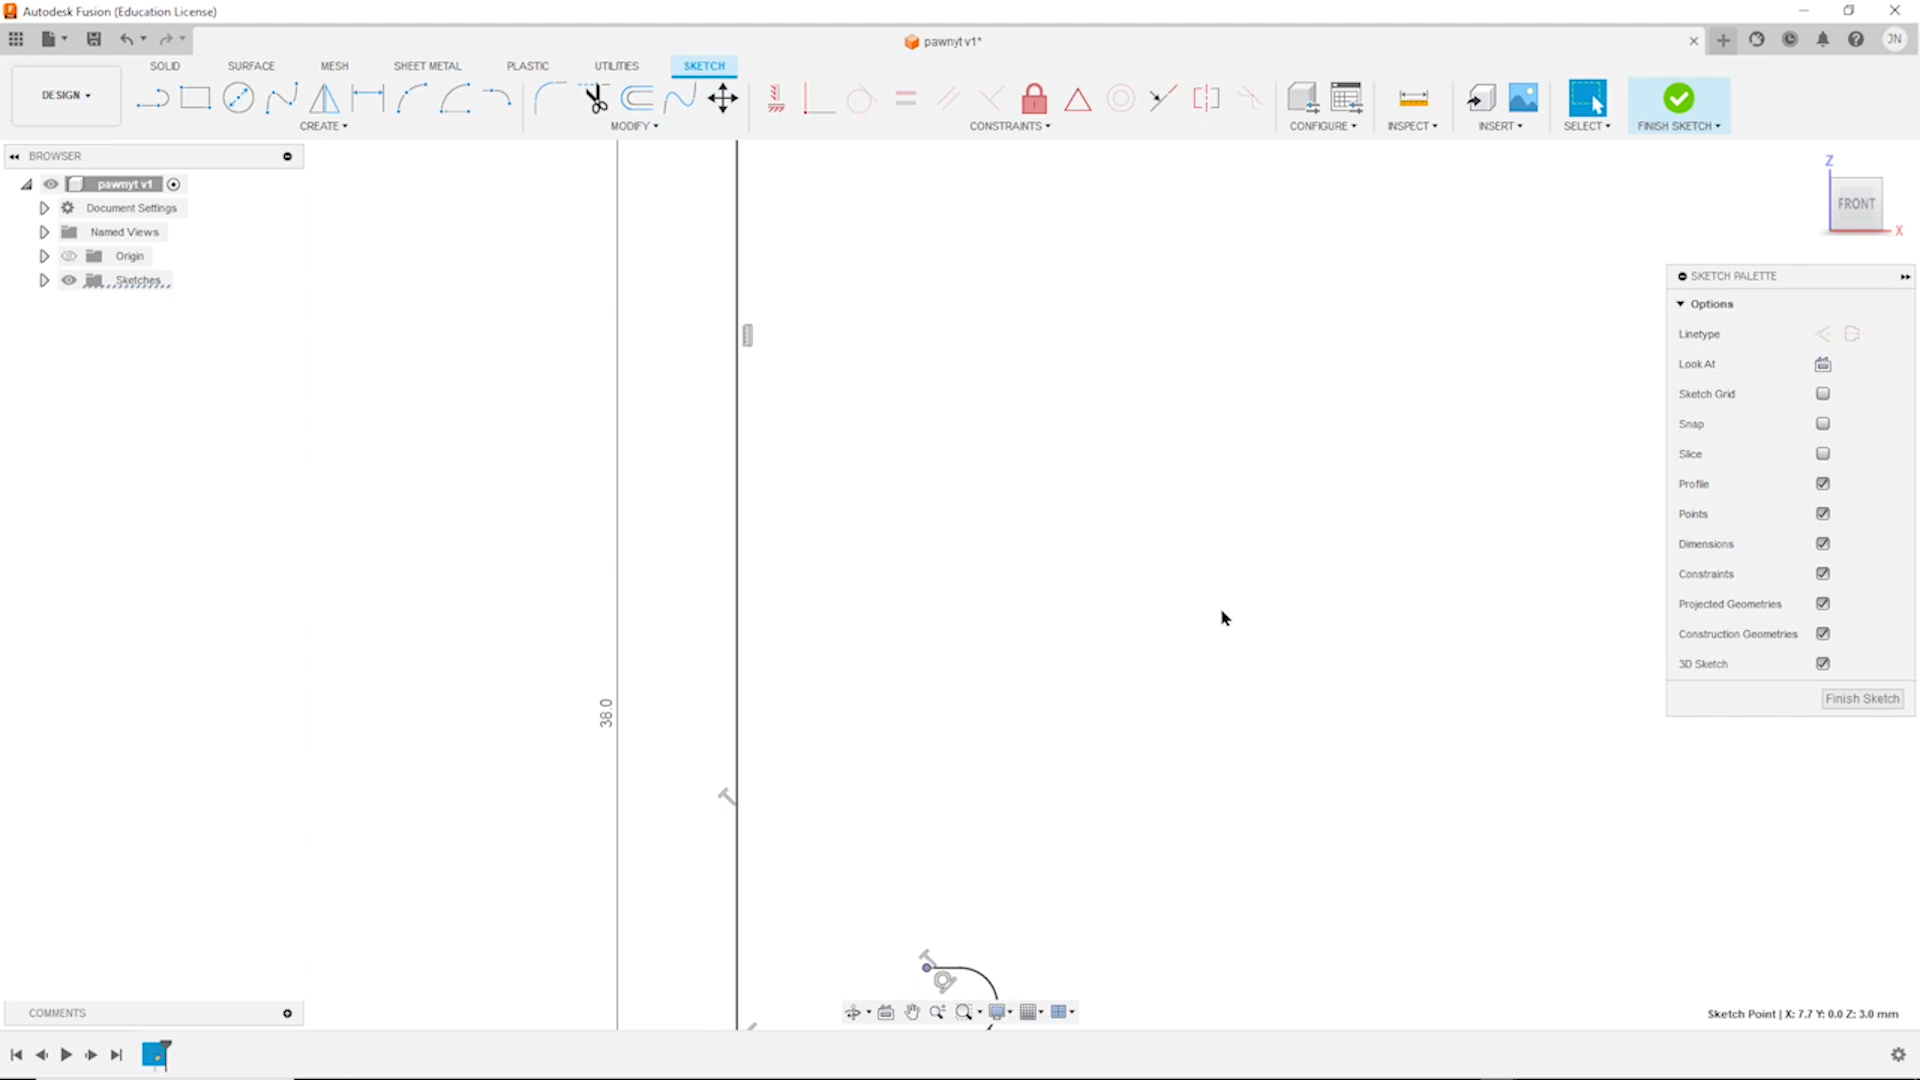 Autodesk Fusion (Education License)
pawnyt v1*
JN
SOLID SURFACE MESH SHEET METAL PLASTIC UTILITIES SKETCH
DESIGN
CREATE MODIFY CONSTRAINTS CONFIGURE INSPECT INSERT SELECT FINISH SKETCH
BROWSER
pawnyt v1
Document Settings
Named Views
Origin
Sketches
Z
FRONT
X
SKETCH PALETTE
Options
Linetype
Look At
Sketch Grid
Snap
Slice
Profile
Points
Dimensions
Constraints
Projected Geometries
Construction Geometries
3D Sketch
Finish Sketch
38.0
COMMENTS
Sketch Point | X: 7.7 Y: 0.0 Z: 3.0 mm